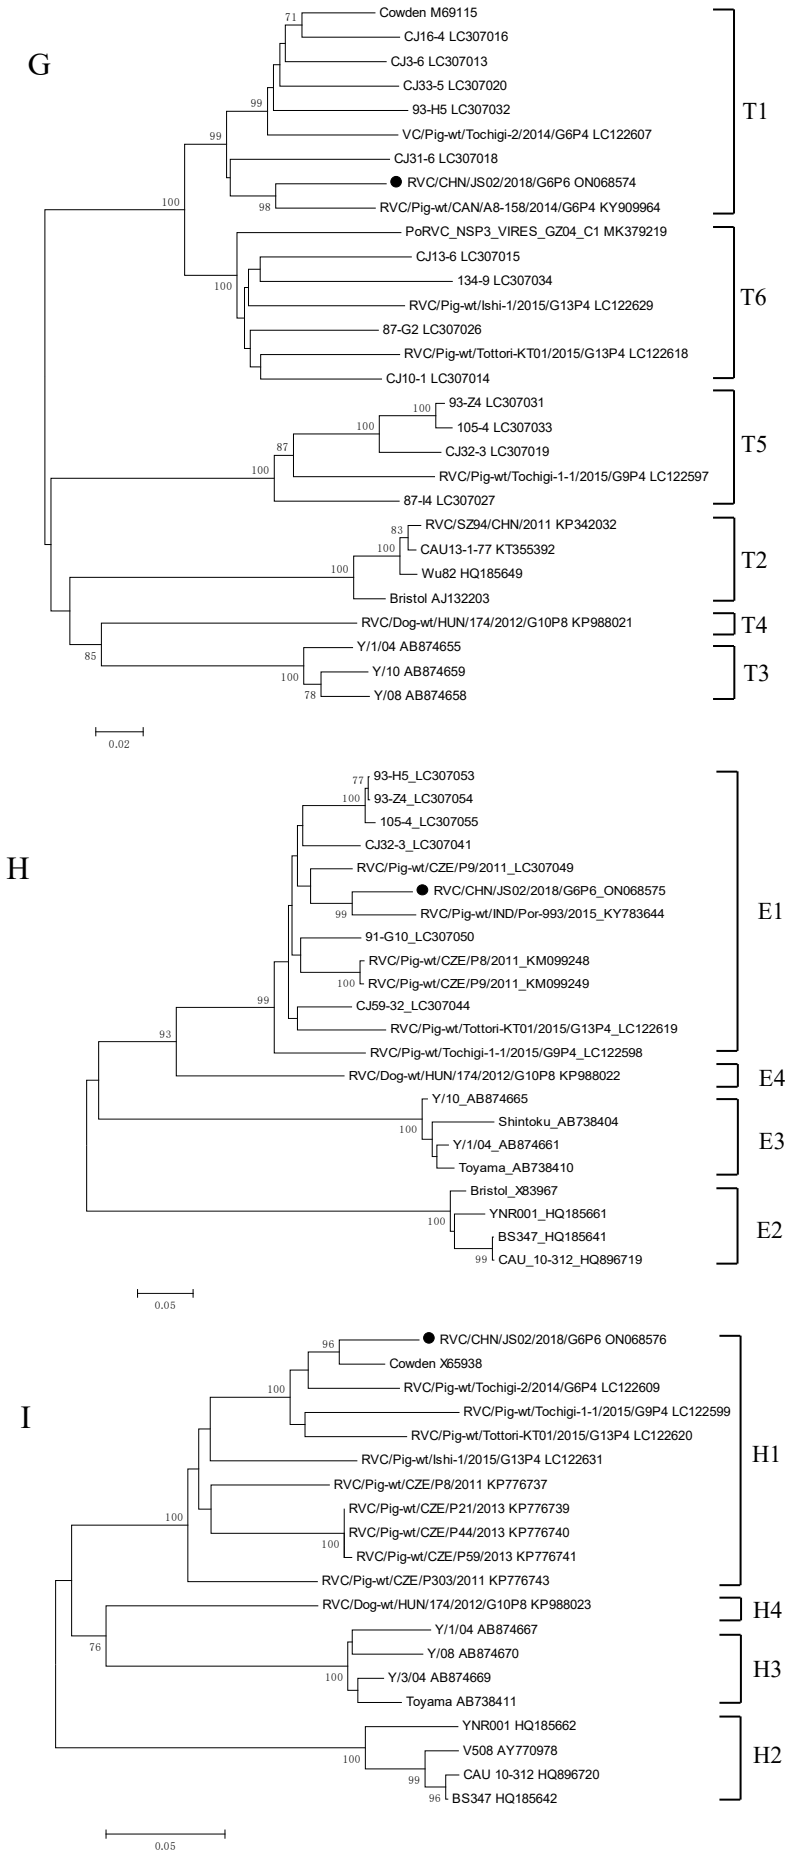 71
Cowden M69115
CJ16-4 LC307016
G
CJ3-6 LC307013
CJ33-5 LC307020
99
93-H5 LC307032
T1
99
VC/Pig-wt/Tochigi-2/2014/G6P4 LC122607
CJ31-6 LC307018
RVC/CHN/JS02/2018/G6P6 ON068574
100
98
RVC/Pig-wt/CAN/A8-158/2014/G6P4 KY909964
PoRVC_NSP3_VIRES_GZ04_C1 MK379219
CJ13-6 LC307015
100
134-9 LC307034
T6
RVC/Pig-wt/Ishi-1/2015/G13P4 LC122629
87-G2 LC307026
RVC/Pig-wt/Tottori-KT01/2015/G13P4 LC122618
CJ10-1 LC307014
100
93-Z4 LC307031
100
105-4 LC307033
T5
87
CJ32-3 LC307019
100
RVC/Pig-wt/Tochigi-1-1/2015/G9P4 LC122597
87-I4 LC307027
83
RVC/SZ94/CHN/2011 KP342032
100
CAU13-1-77 KT355392
T2
100
Wu82 HQ185649
Bristol AJ132203
RVC/Dog-wt/HUN/174/2012/G10P8 KP988021
T4
85
Y/1/04 AB874655
100
Y/10 AB874659
T3
78
Y/08 AB874658
0.02
77
93-H5_LC307053
100
93-Z4_LC307054
105-4_LC307055
CJ32-3_LC307041
H
RVC/Pig-wt/CZE/P9/2011_LC307049
RVC/CHN/JS02/2018/G6P6_ON068575
99
RVC/Pig-wt/IND/Por-993/2015_KY783644
E1
91-G10_LC307050
RVC/Pig-wt/CZE/P8/2011_KM099248
100
RVC/Pig-wt/CZE/P9/2011_KM099249
99
CJ59-32_LC307044
RVC/Pig-wt/Tottori-KT01/2015/G13P4_LC122619
93
RVC/Pig-wt/Tochigi-1-1/2015/G9P4_LC122598
RVC/Dog-wt/HUN/174/2012/G10P8 KP988022
E4
Y/10_AB874665
100
Shintoku_AB738404
E3
Y/1/04_AB874661
Toyama_AB738410
Bristol_X83967
100
YNR001_HQ185661
E2
BS347_HQ185641
99
CAU_10-312_HQ896719
0.05
96
RVC/CHN/JS02/2018/G6P6 ON068576
Cowden X65938
100
RVC/Pig-wt/Tochigi-2/2014/G6P4 LC122609
I
RVC/Pig-wt/Tochigi-1-1/2015/G9P4 LC122599
RVC/Pig-wt/Tottori-KT01/2015/G13P4 LC122620
H1
RVC/Pig-wt/Ishi-1/2015/G13P4 LC122631
RVC/Pig-wt/CZE/P8/2011 KP776737
RVC/Pig-wt/CZE/P21/2013 KP776739
100
RVC/Pig-wt/CZE/P44/2013 KP776740
100
RVC/Pig-wt/CZE/P59/2013 KP776741
RVC/Pig-wt/CZE/P303/2011 KP776743
RVC/Dog-wt/HUN/174/2012/G10P8 KP988023
H4
76
Y/1/04 AB874667
Y/08 AB874670
H3
100
Y/3/04 AB874669
Toyama AB738411
YNR001 HQ185662
100
V508 AY770978
H2
99
CAU 10-312 HQ896720
96
BS347 HQ185642
0.05